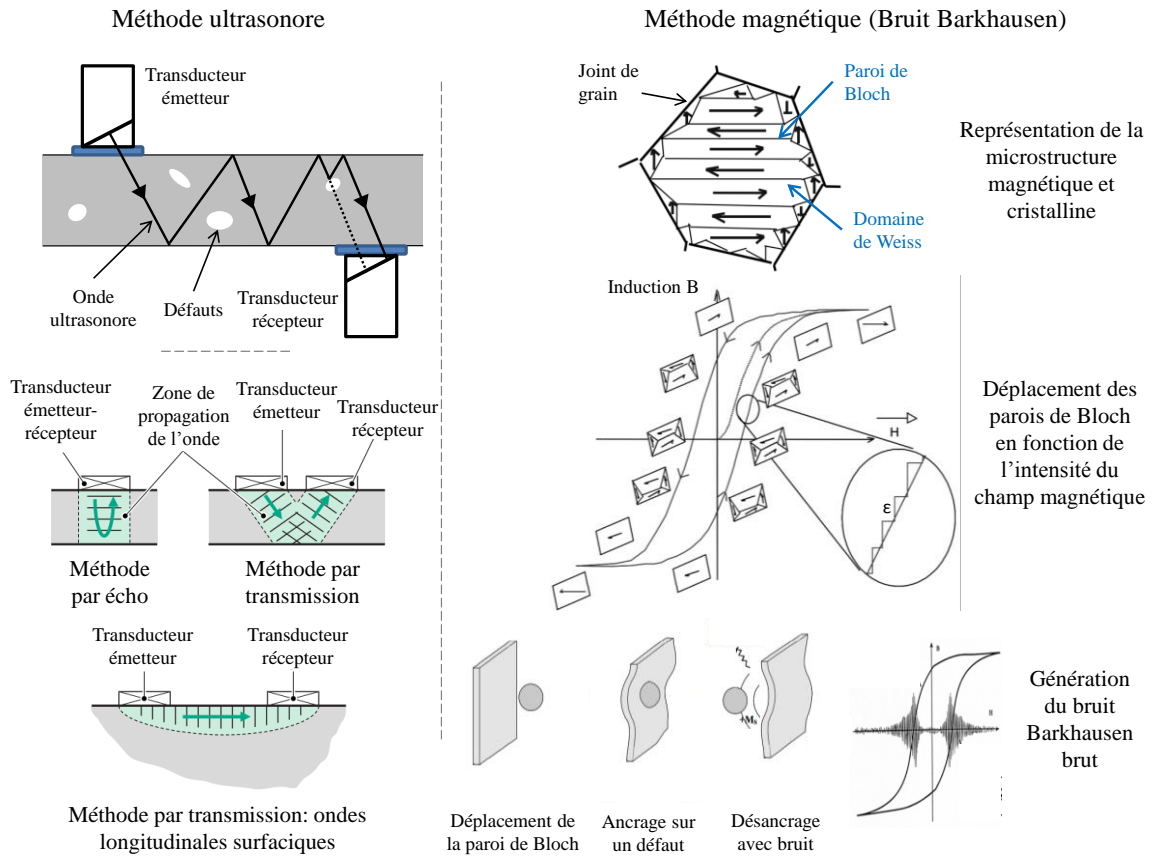 Méthode ultrasonore
Transducteur
émetteur
Onde
ultrasonore
Défauts
Transducteur
récepteur
Transducteur
émetteur-
récepteur
Zone de
propagation
de l’onde
Transducteur
émetteur
Transducteur
récepteur
Méthode
par écho
Méthode par
transmission
Transducteur
émetteur
Transducteur
récepteur
Méthode par transmission: ondes
longitudinales surfaciques
Méthode magnétique (Bruit Barkhausen)
Joint de
grain
Paroi de
Bloch
Domaine
de Weiss
Représentation de la
microstructure
magnétique et
cristalline
Induction B
H
ε
Déplacement des
parois de Bloch
en fonction de
l’intensité du
champ magnétique
Déplacement de
la paroi de Bloch
Ancrage sur
un défaut
Désancrage
avec bruit
Génération
du bruit
Barkhausen
brut